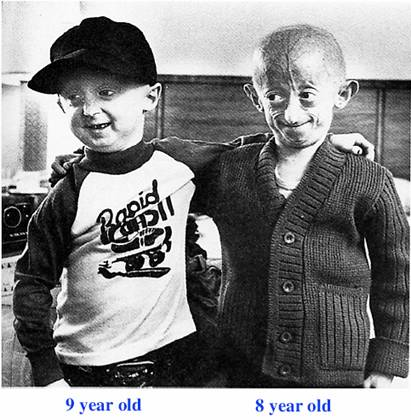 Rapid
9 year old
8 year old